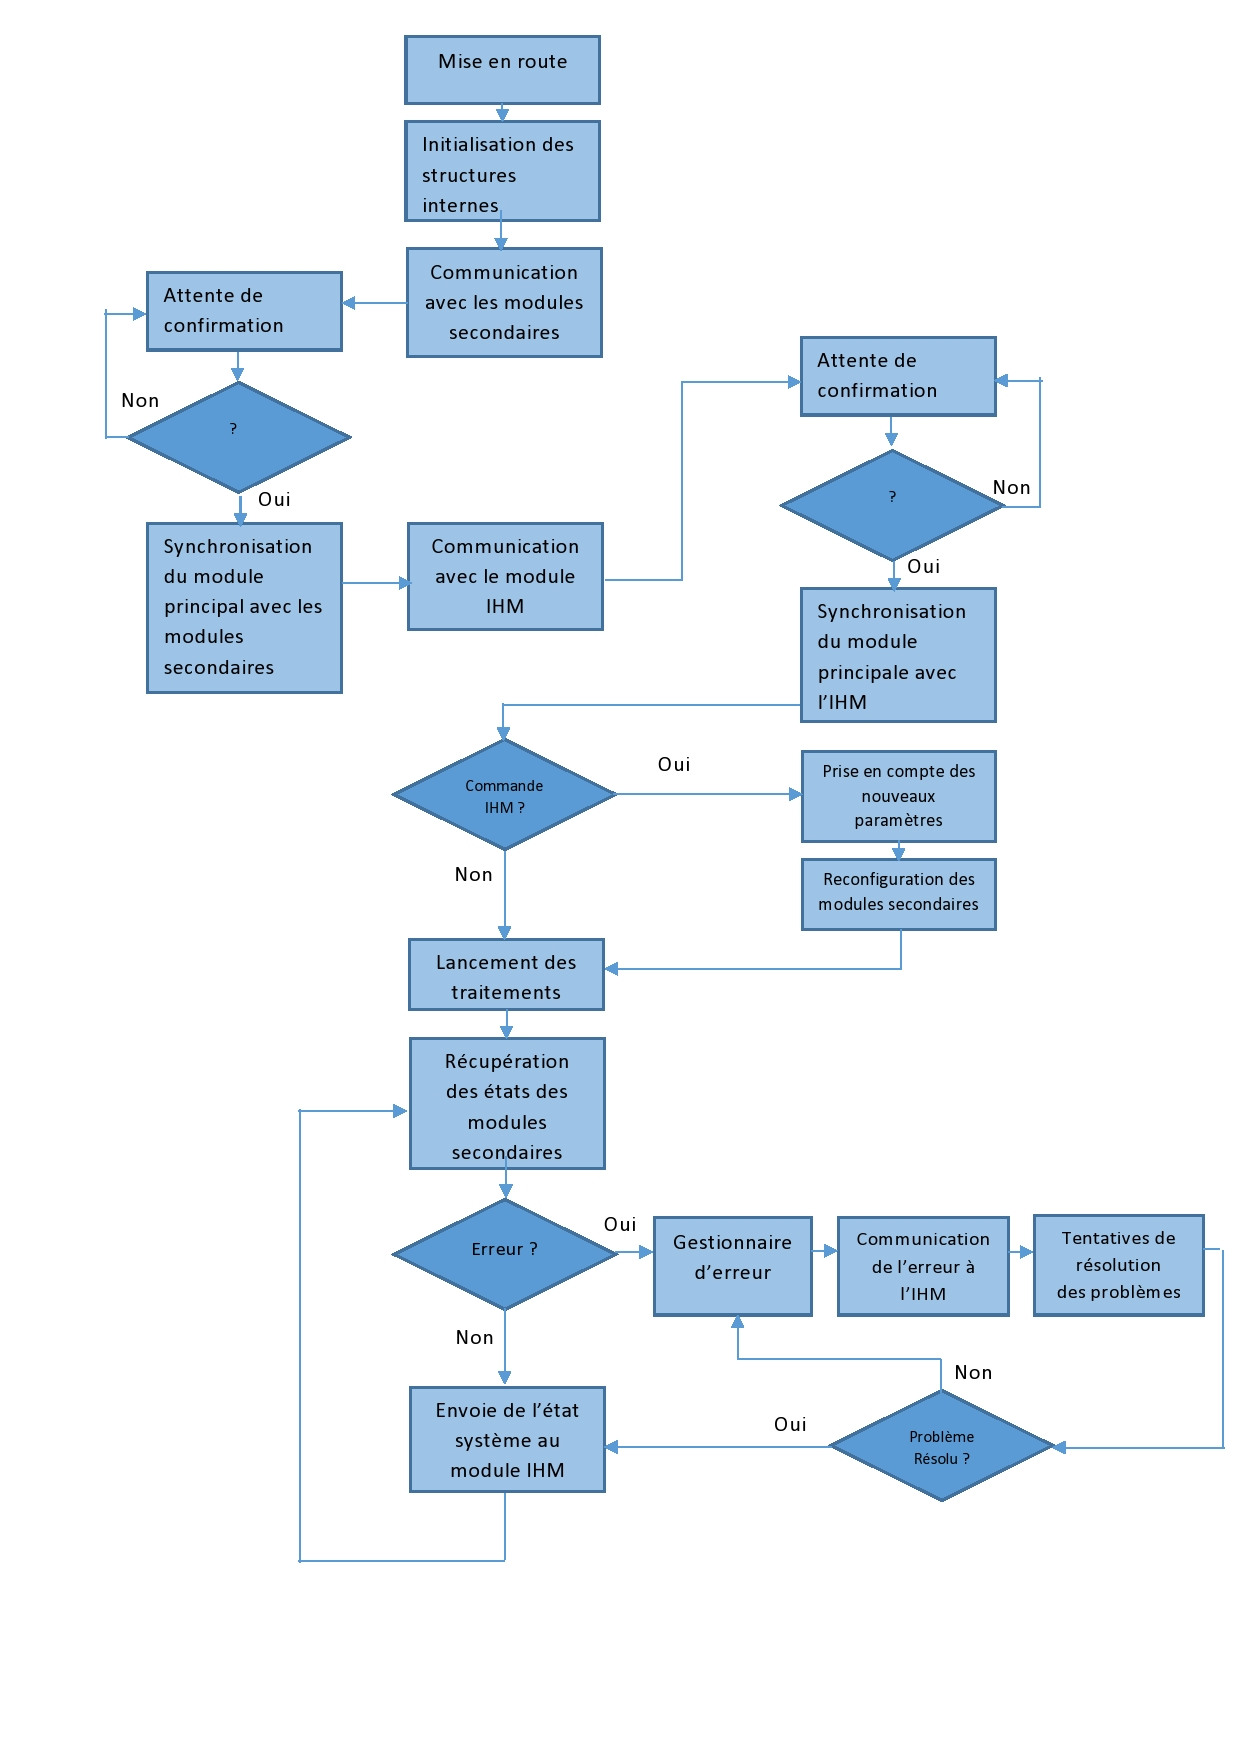 Mise en route
Initialisation des
structures
internes
Communication
avec les modules
secondaires
Attente de
confirmation
Non
?
Oui
Synchronisation
du module
principal avec les
modules
secondaires
Communication
avec le module
IHM
Attente de
confirmation
?
Non
Oui
Synchronisation
du module
principale avec
l’IHM
Commande
IHM ?
Oui
Prise en compte des
nouveaux
paramètres
Reconfiguration des
modules secondaires
Non
Lancement des
traitements
Récupération
des états des
modules
secondaires
Erreur ?
Oui
Gestionnaire
d’erreur
Communication
de l’erreur à
l’IHM
Tentatives de
résolution
des problèmes
Non
Non
Problème
Résolu ?
Oui
Envoie de l’état
système au
module IHM